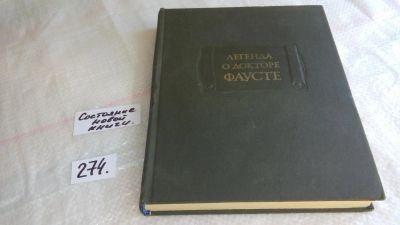 ЛЕГЕНДА
О ДОКТОРЕ
ФАУСТЕ
Состояние
новой
книги.
274.